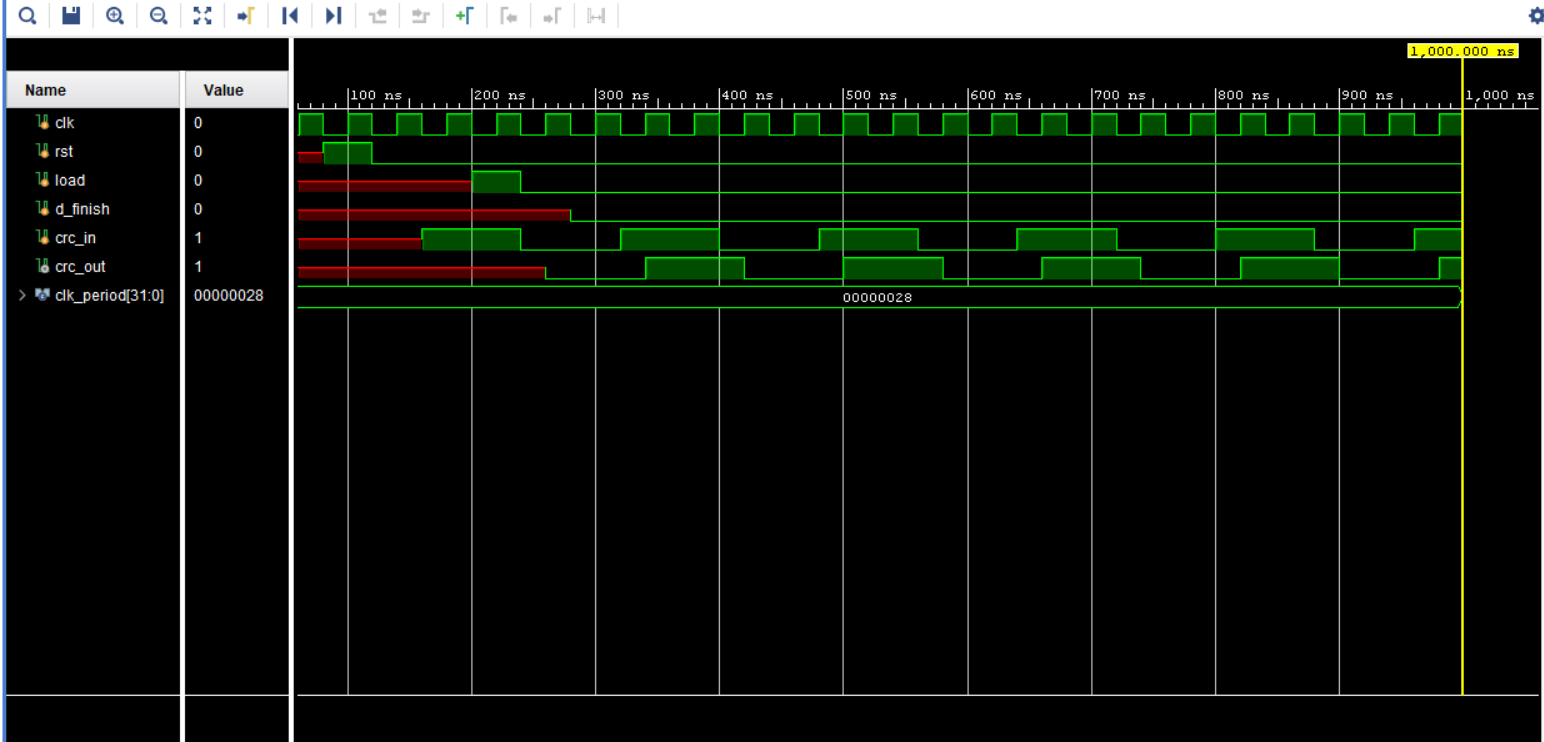 1,000.000 ns
Name Value
100 ns 200 ns 300 ns 400 ns 500 ns 600 ns 700 ns 800 ns 900 ns 1,000 ns
clk 0
rst 0
load 0
d_finish 0
crc_in 1
crc_out 1
clk_period[31:0] 00000028 00000028